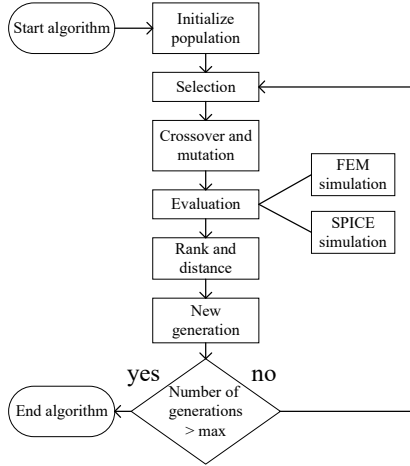 Start algorithm
Initialize
population
Selection
Crossover and
mutation
Evaluation
FEM
simulation
SPICE
simulation
Rank and
distance
New
generation
yes
no
Number of
generations
> max
End algorithm